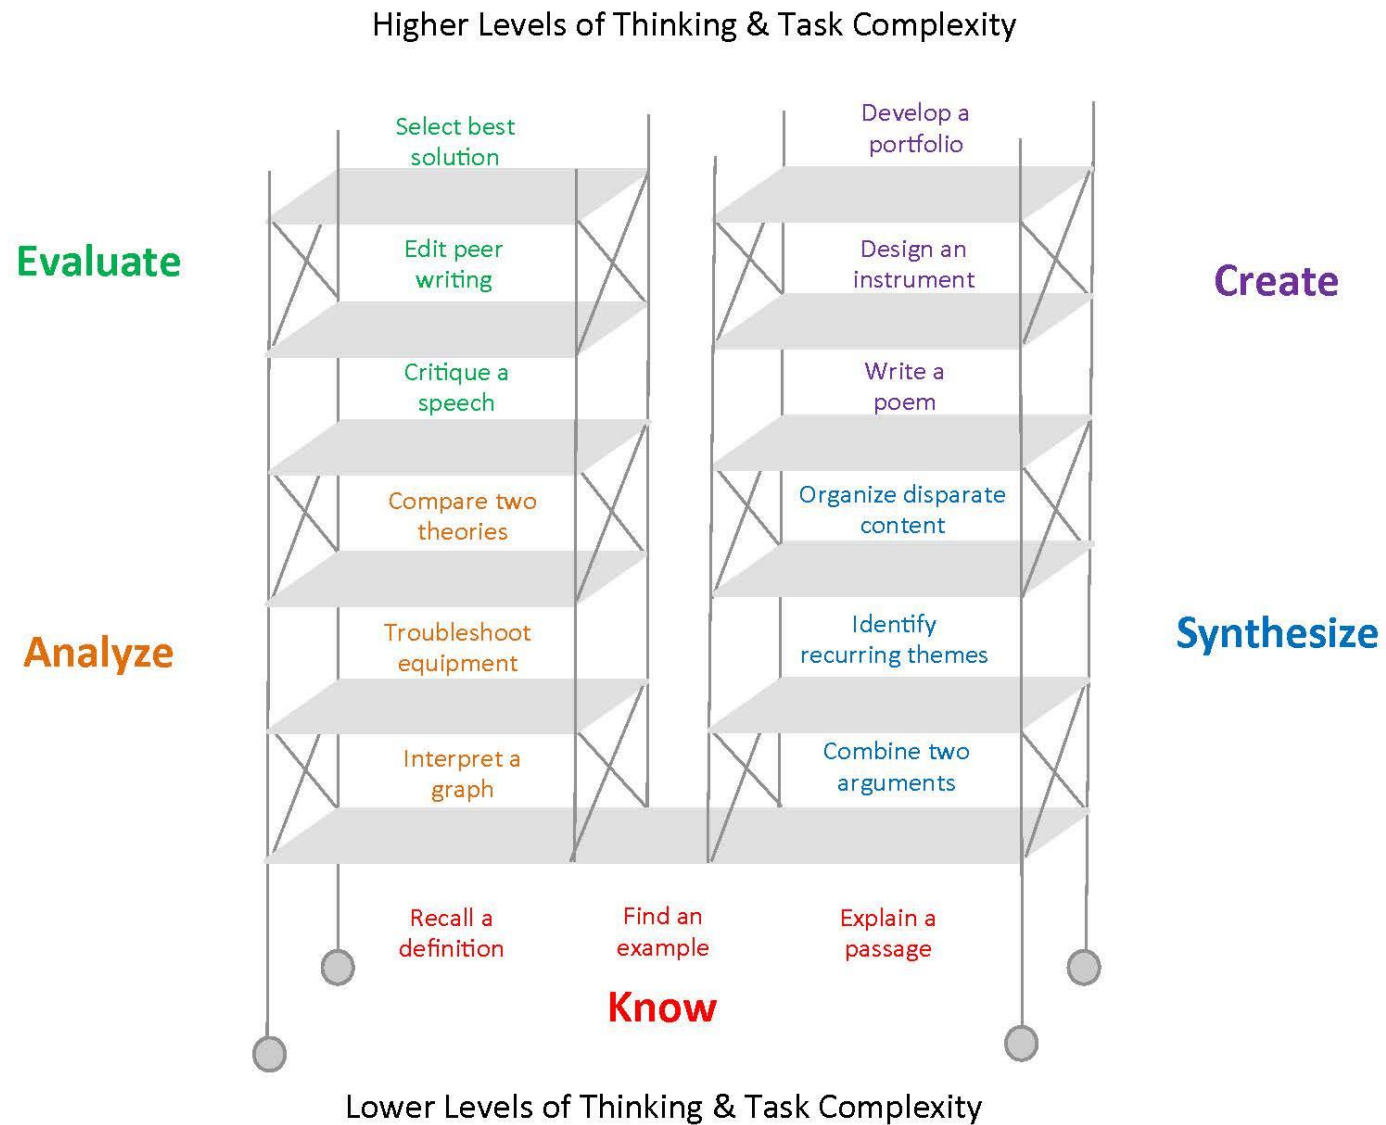 Higher Levels of Thinking & Task Complexity
Select best
solution
Develop a
portfolio
Evaluate
Edit peer
writing
Design an
instrument
Create
Critique a
speech
Write a
poem
Compare two
theories
Organize disparate
content
Analyze
Troubleshoot
equipment
Identify
recurring themes
Synthesize
Interpret a
graph
Combine two
arguments
Recall a
definition
Find an
example
Explain a
passage
Know
Lower Levels of Thinking & Task Complexity